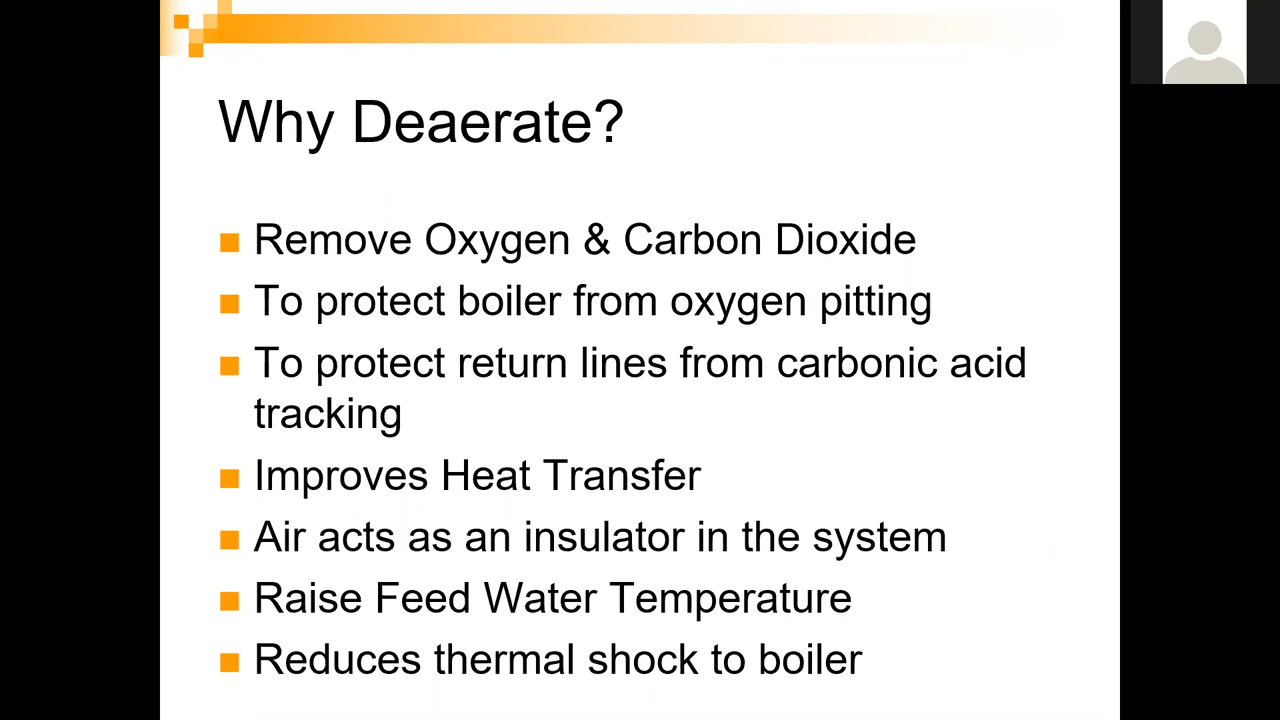 Why Deaerate?
Remove Oxygen & Carbon Dioxide
To protect boiler from oxygen pitting
To protect return lines from carbonic acid
tracking
Improves Heat Transfer
Air acts as an insulator in the system
Raise Feed Water Temperature
Reduces thermal shock to boiler